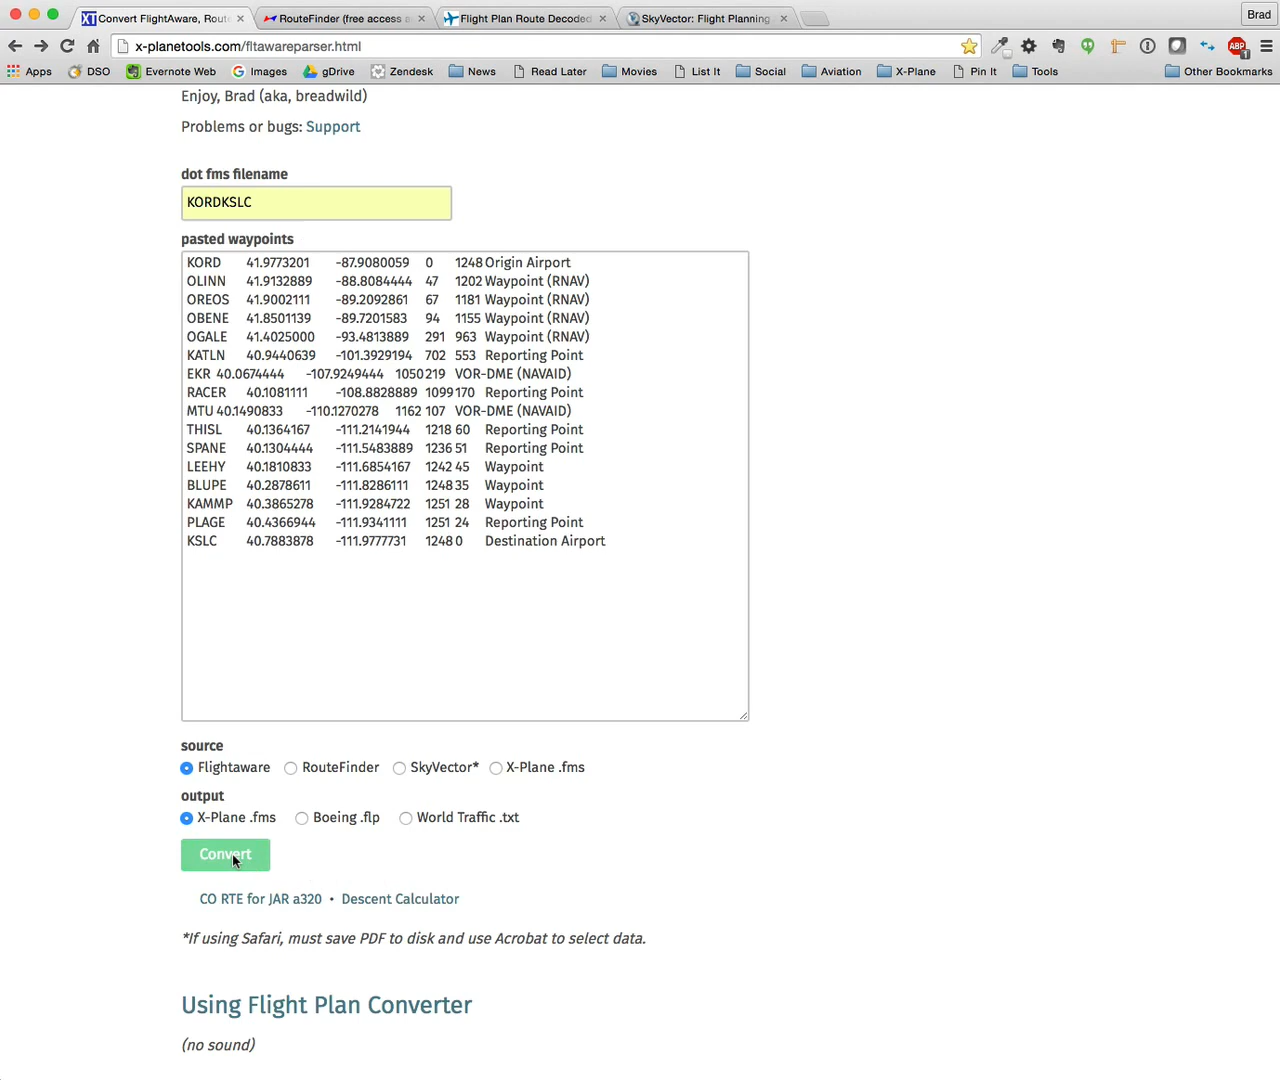 Convert FlightAware, Rout
RouteFinder (free access a
Flight Plan Route Decoded
SkyVector: Flight Planning
Brad
x-planetools.com/fltawareparser.html
Apps
DSO
Evernote Web
Images
gDrive
Zendesk
News
Read Later
Movies
List It
Social
Aviation
X-Plane
Pin It
Tools
Other Bookmarks
Enjoy, Brad (aka, breadwild)
Problems or bugs: Support
dot fms filename
KORDKSLC
pasted waypoints
KORD 41.9773201 -87.9080059 0 1248 Origin Airport
OLINN 41.9132889 -88.8084444 47 1202 Waypoint (RNAV)
OREOS 41.9002111 -89.2092861 67 1181 Waypoint (RNAV)
OBENE 41.8501139 -89.7201583 94 1155 Waypoint (RNAV)
OGALE 41.4025000 -93.4813889 291 963 Waypoint (RNAV)
KATLN 40.9440639 -101.3929194 702 553 Reporting Point
EKR 40.0674444 -107.9249444 1050 219 VOR-DME (NAVAID)
RACER 40.1081111 -108.8828889 1099 170 Reporting Point
MTU 40.1490833 -110.1270278 1162 107 VOR-DME (NAVAID)
THISL 40.1364167 -111.2141944 1218 60 Reporting Point
SPANE 40.1304444 -111.5483889 1236 51 Reporting Point
LEEHY 40.1810833 -111.6854167 1242 45 Waypoint
BLUPE 40.2878611 -111.8286111 1248 35 Waypoint
KAMMP 40.3865278 -111.9284722 1251 28 Waypoint
PLAGE 40.4366944 -111.9341111 1251 24 Reporting Point
KSLC 40.7883878 -111.9777731 1248 0 Destination Airport
source
Flightaware RouteFinder SkyVector* X-Plane .fms
output
X-Plane .fms Boeing .flp World Traffic .txt
Convert
CO RTE for JAR a320 • Descent Calculator
*If using Safari, must save PDF to disk and use Acrobat to select data.
Using Flight Plan Converter
(no sound)